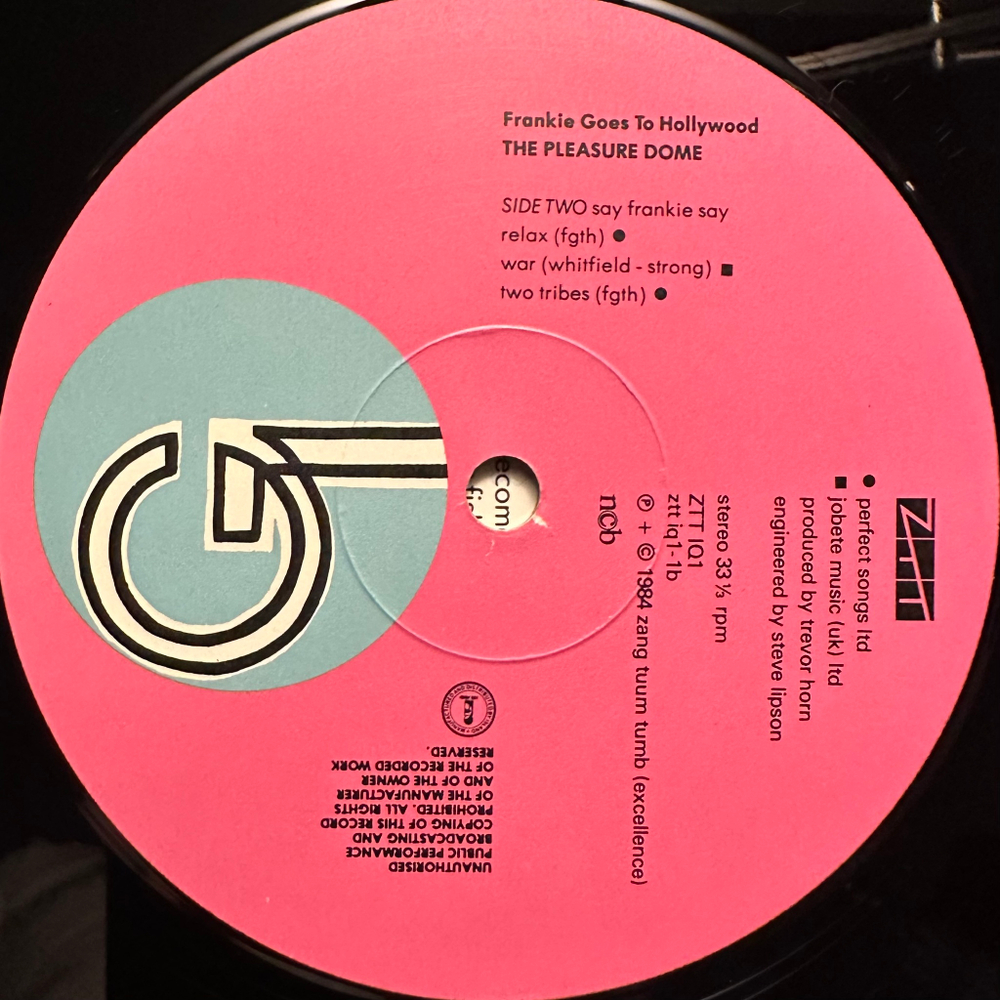 Frankie Goes To Hollywood
THE PLEASURE DOME
SIDE TWO say frankie say
relax (fgth) ●
war (whitfield - strong) ■
two tribes (fgth) ●
ZTT
● perfect songs ltd
■ jobete music (uk) ltd
produced by trevor horn
engineered by steve lipson
stereo 33⅓ rpm
ZTT IQ1
ztt iq1-1b
℗ + © 1984 zang tuum tumb (excellence)
ncb
ecom
UNAUTHORISED
PUBLIC PERFORMANCE
BROADCASTING AND
COPYING OF THIS RECORD
PROHIBITED. ALL RIGHTS
OF THE MANUFACTURER
AND OF THE OWNER
OF THE RECORDED WORK
RESERVED.